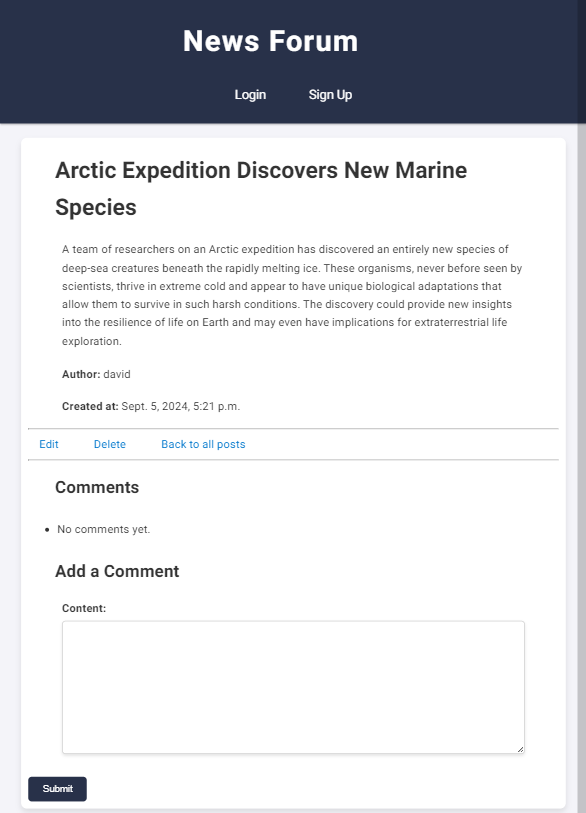 News Forum
Login Sign Up
Arctic Expedition Discovers New Marine
Species
A team of researchers on an Arctic expedition has discovered an entirely new species of
deep-sea creatures beneath the rapidly melting ice. These organisms, never before seen by
scientists, thrive in extreme cold and appear to have unique biological adaptations that
allow them to survive in such harsh conditions. The discovery could provide new insights
into the resilience of life on Earth and may even have implications for extraterrestrial life
exploration.
Author: david
Created at: Sept. 5, 2024, 5:21 p.m.
Edit Delete Back to all posts
Comments
No comments yet.
Add a Comment
Content:
Submit